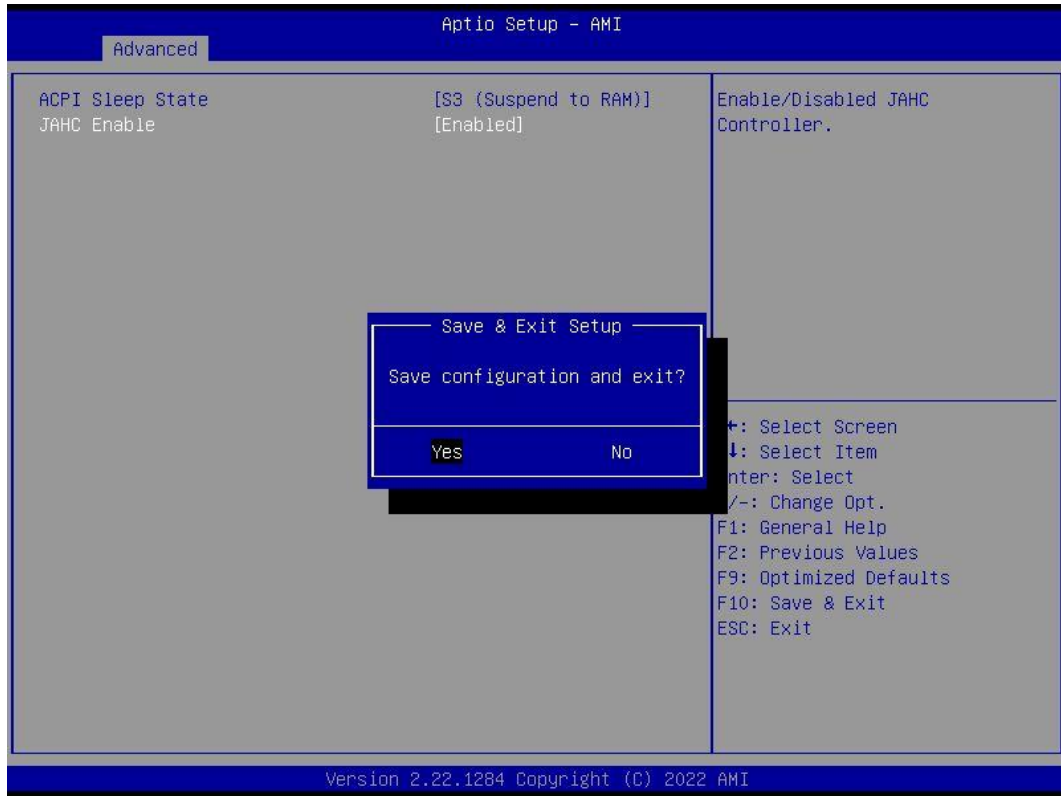 Aptio Setup – AMI
Advanced
ACPI Sleep State [S3 (Suspend to RAM)]
JAHC Enable [Enabled]
Enable/Disabled JAHC
Controller.
Save & Exit Setup
Save configuration and exit?
Yes No
: Select Screen
↓: Select Item
nter: Select
/-: Change Opt.
F1: General Help
F2: Previous Values
F9: Optimized Defaults
F10: Save & Exit
ESC: Exit
Version 2.22.1284 Copyright (C) 2022 AMI